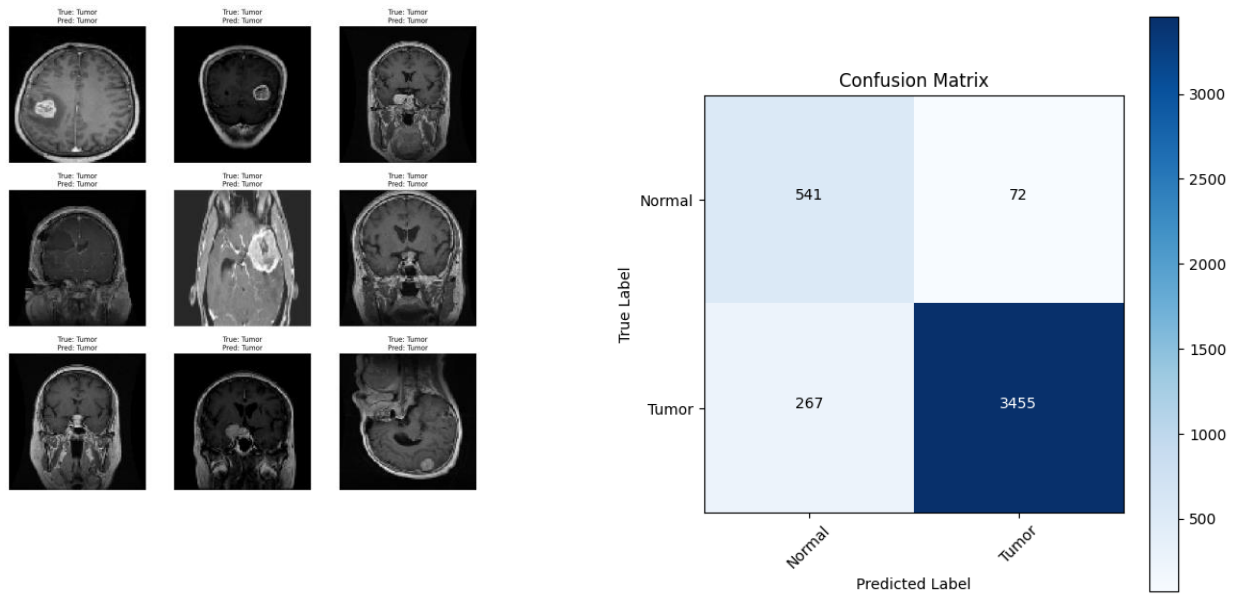 True: Tumor
Pred: Tumor
True: Tumor
Pred: Tumor
True: Tumor
Pred: Tumor
True: Tumor
Pred: Tumor
True: Tumor
Pred: Tumor
True: Tumor
Pred: Tumor
True: Tumor
Pred: Tumor
True: Tumor
Pred: Tumor
True: Tumor
Pred: Tumor
Confusion Matrix
True Label
Normal
541
72
Tumor
267
3455
Normal
Tumor
Predicted Label
3000
2500
2000
1500
1000
500